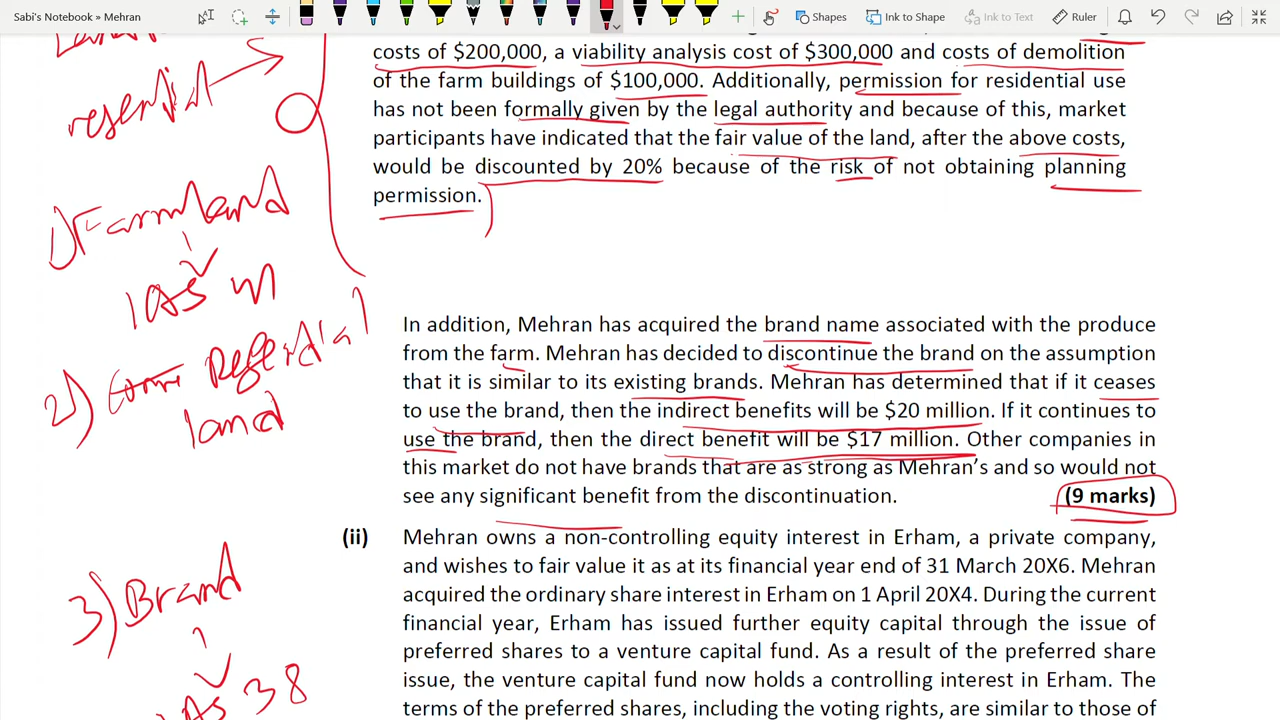 Sabi's Notebook » Mehran
Shapes
Ink to Shape
Ink to Text
Ruler
costs of $200,000, a viability analysis cost of $300,000 and costs of demolition
of the farm buildings of $100,000. Additionally, permission for residential use
has not been formally given by the legal authority and because of this, market
participants have indicated that the fair value of the land, after the above costs,
would be discounted by 20% because of the risk of not obtaining planning
permission.
1) Farmland
IAS 41
2)
land
3) Brand
IAS 38
In addition, Mehran has acquired the brand name associated with the produce
from the farm. Mehran has decided to discontinue the brand on the assumption
that it is similar to its existing brands. Mehran has determined that if it ceases
to use the brand, then the indirect benefits will be $20 million. If it continues to
use the brand, then the direct benefit will be $17 million. Other companies in
this market do not have brands that are as strong as Mehran's and so would not
see any significant benefit from the discontinuation. (9 marks)
(ii) Mehran owns a non-controlling equity interest in Erham, a private company,
and wishes to fair value it as at its financial year end of 31 March 20X6. Mehran
acquired the ordinary share interest in Erham on 1 April 20X4. During the current
financial year, Erham has issued further equity capital through the issue of
preferred shares to a venture capital fund. As a result of the preferred share
issue, the venture capital fund now holds a controlling interest in Erham. The
terms of the preferred shares, including the voting rights, are similar to those of